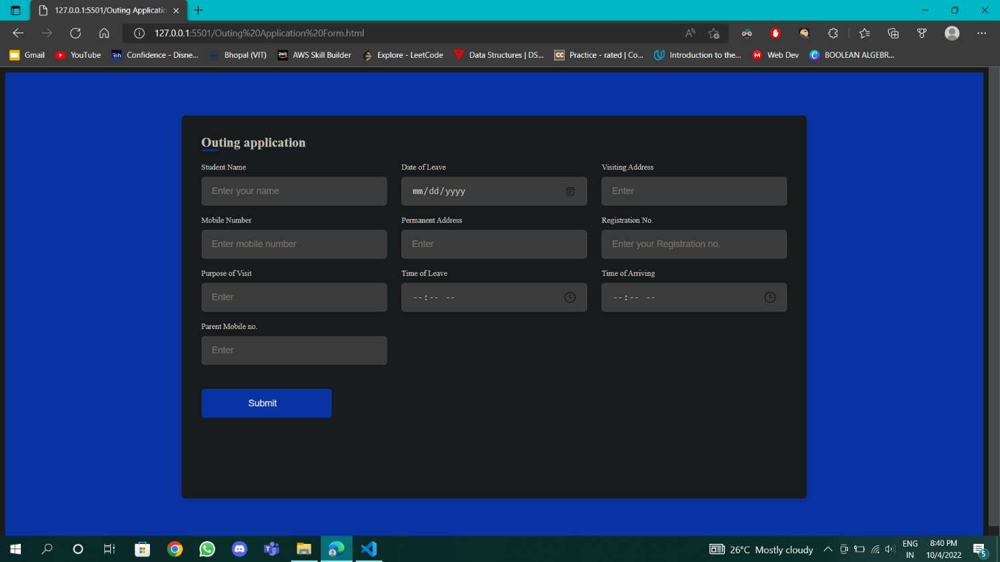 127.0.0.1:5501/Outing Applicatio
127.0.0.1:5501/Outing%20Application%20Form.html
Gmail YouTube Confidence - Disne... Bhopal (VIT) AWS Skill Builder Explore - LeetCode Data Structures | DS... Practice - rated | Co... Introduction to the... Web Dev BOOLEAN ALGEBR...
Outing application
Student Name Date of Leave Visiting Address
Enter your name mm/dd/yyyy Enter
Mobile Number Permanent Address Registration No.
Enter mobile number Enter Enter your Registration no.
Purpose of Visit Time of Leave Time of Arriving
Enter --:-- -- --:-- --
Parent Mobile no.
Enter
Submit
26°C Mostly cloudy ENG IN 8:40 PM 10/4/2022 5